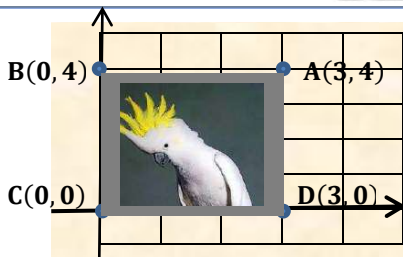 B(0, 4) A(3, 4)
C(0, 0) D(3, 0)